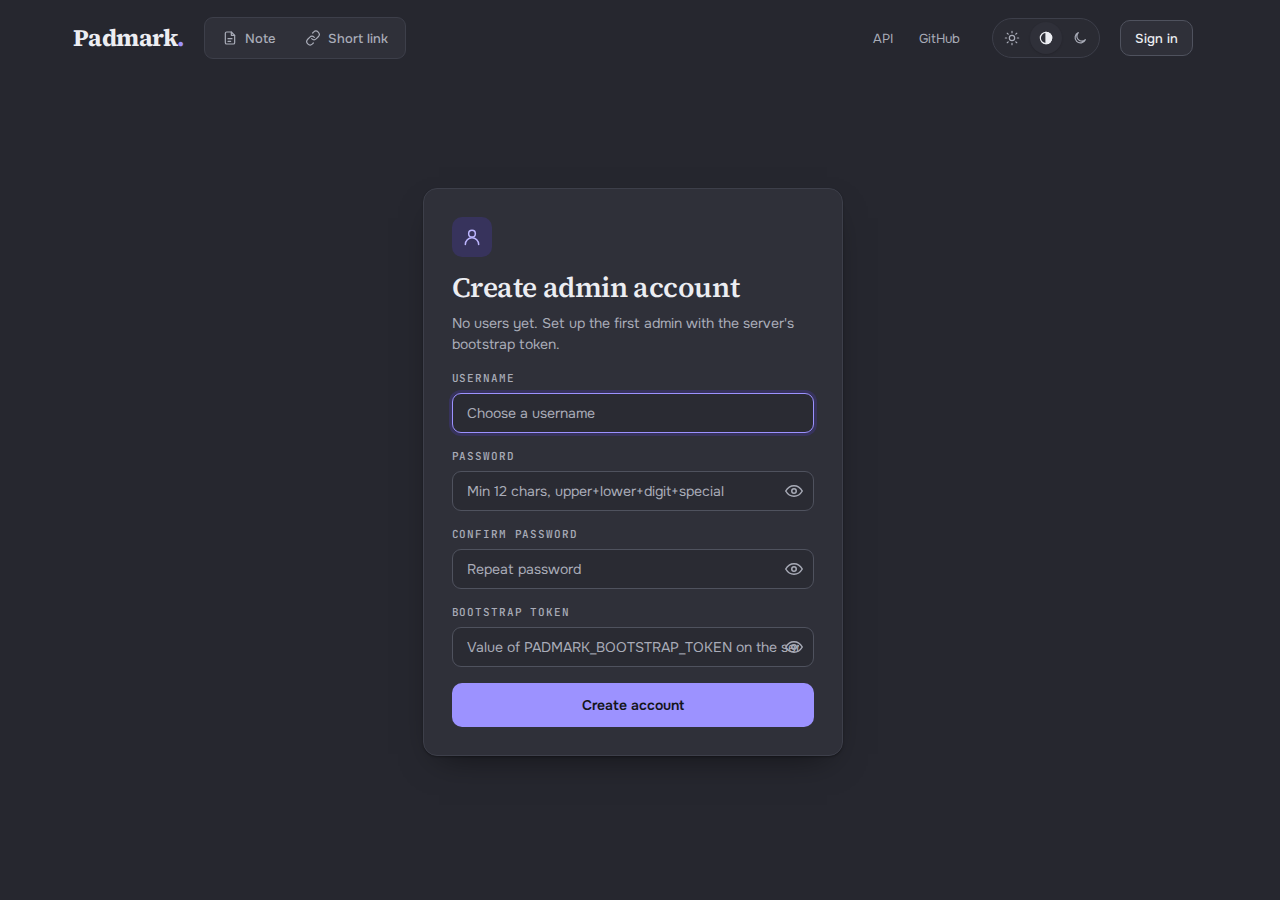 Padmark.
Note
Short link
API
GitHub
Sign in
Create admin account
No users yet. Set up the first admin with the server's
bootstrap token.
USERNAME
Choose a username
PASSWORD
Min 12 chars, upper+lower+digit+special
CONFIRM PASSWORD
Repeat password
BOOTSTRAP TOKEN
Value of PADMARK_BOOTSTRAP_TOKEN on the
Create account